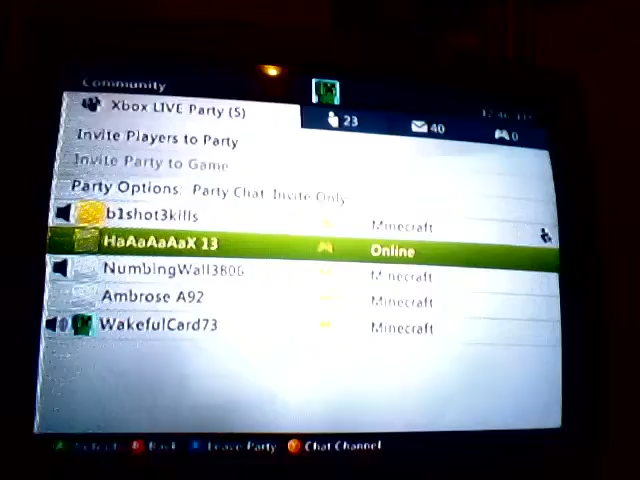 Community
Xbox LIVE Party (5)
23
40
0
Invite Players to Party
Invite Party to Game
Party Options: Party Chat, Invite Only
b1shot3kills Minecraft
HaAaAaAaX 13 Online
NumbingWall3806 Minecraft
Ambrose A92 Minecraft
WakefulCard73 Minecraft
A Select B Back X Leave Party Y Chat Channel